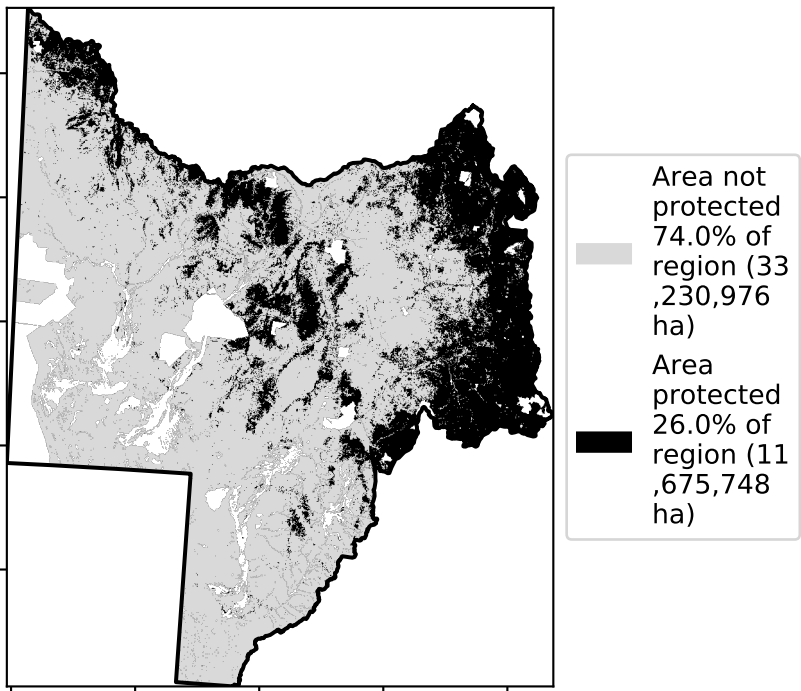 Area not
protected
74.0% of
region (33
,230,976
ha)
Area
protected
26.0% of
region (11
,675,748
ha)